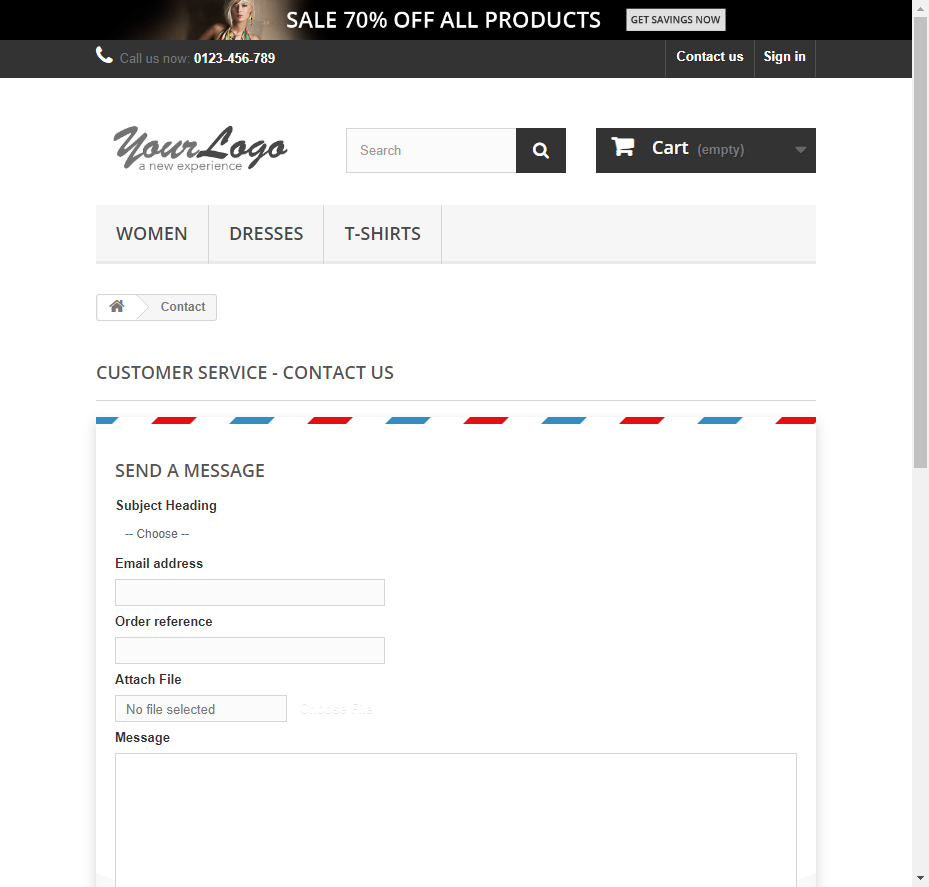 SALE 70% OFF ALL PRODUCTS GET SAVINGS NOW
Call us now: 0123-456-789 Contact us Sign in
YourLogo
a new experience
Search
Cart (empty)
WOMEN DRESSES T-SHIRTS
Contact
CUSTOMER SERVICE - CONTACT US
SEND A MESSAGE
Subject Heading
-- Choose --
Email address
Order reference
Attach File
No file selected Choose File
Message